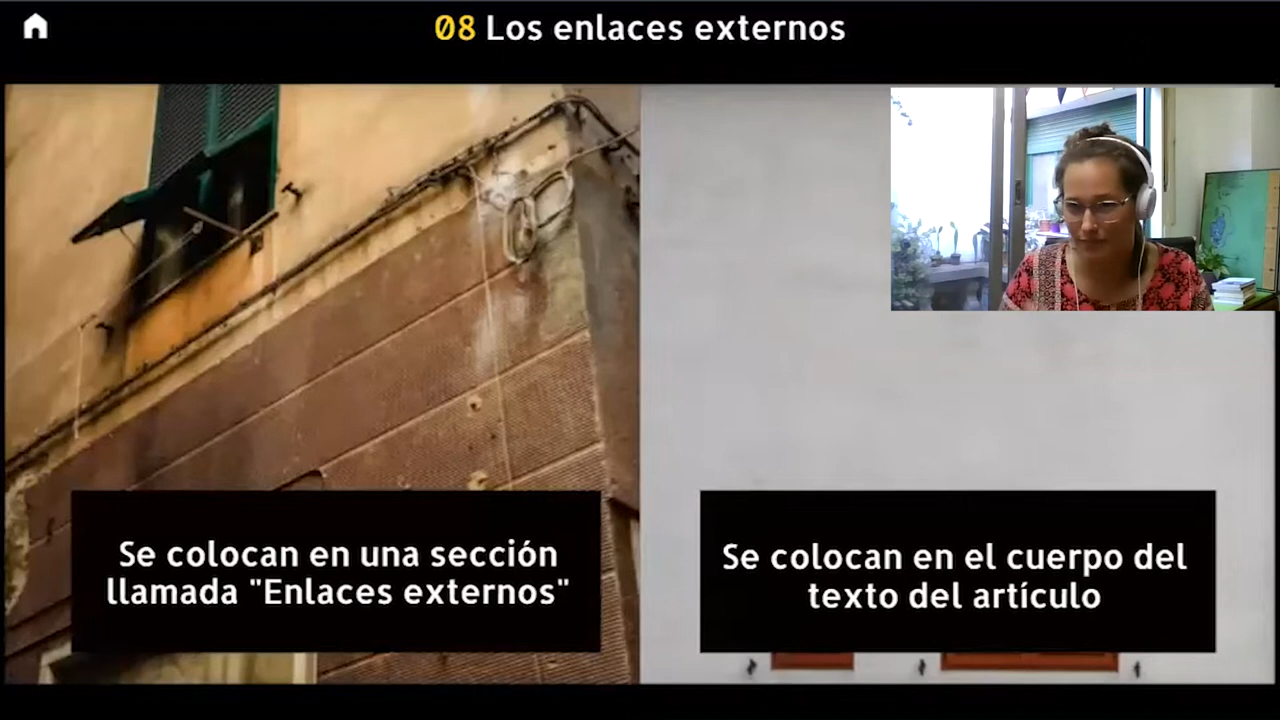 08 Los enlaces externos
Se colocan en una sección
llamada "Enlaces externos"
Se colocan en el cuerpo del
texto del artículo